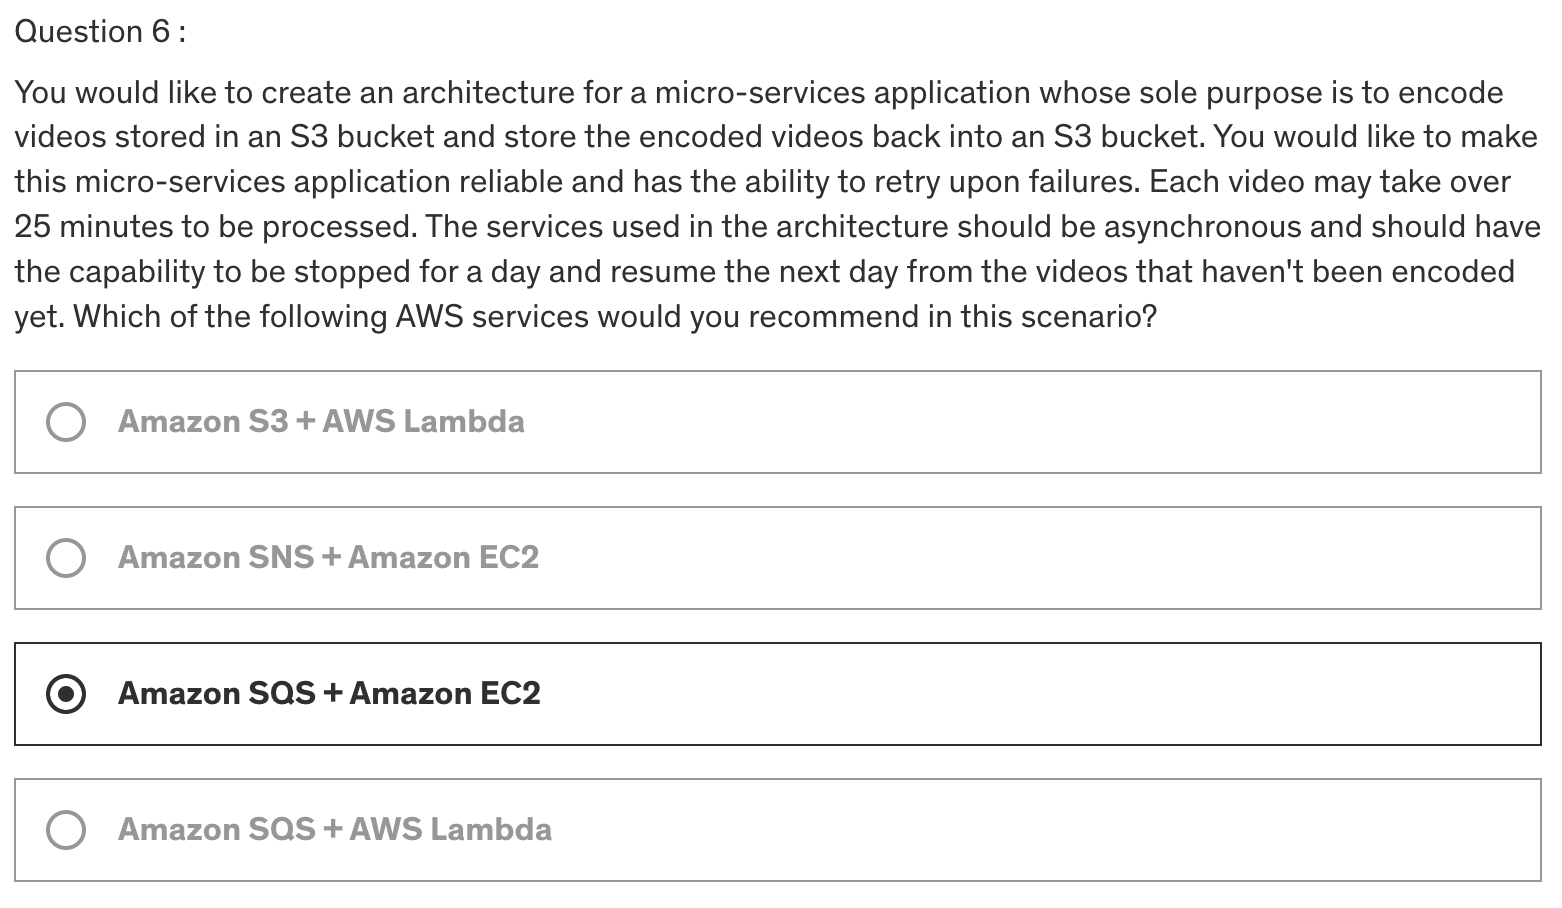 Question 6 :
You would like to create an architecture for a micro-services application whose sole purpose is to encode
videos stored in an S3 bucket and store the encoded videos back into an S3 bucket. You would like to make
this micro-services application reliable and has the ability to retry upon failures. Each video may take over
25 minutes to be processed. The services used in the architecture should be asynchronous and should have
the capability to be stopped for a day and resume the next day from the videos that haven't been encoded
yet. Which of the following AWS services would you recommend in this scenario?
Amazon S3 + AWS Lambda
Amazon SNS + Amazon EC2
Amazon SQS + Amazon EC2
Amazon SQS + AWS Lambda